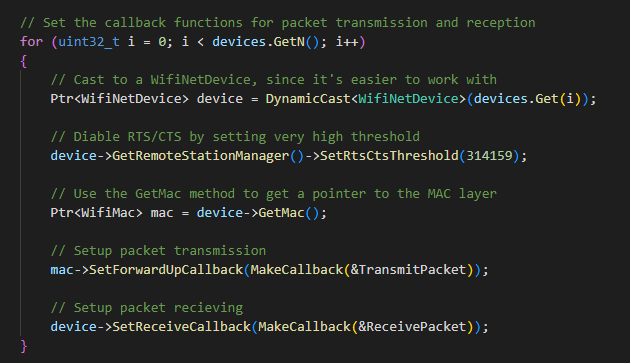 // Set the callback functions for packet transmission and reception
for (uint32_t i = 0; i < devices.GetN(); i++)
{
// Cast to a WifiNetDevice, since it's easier to work with
Ptr<WifiNetDevice> device = DynamicCast<WifiNetDevice>(devices.Get(i));
// Diable RTS/CTS by setting very high threshold
device->GetRemoteStationManager()->SetRtsCtsThreshold(314159);
// Use the GetMac method to get a pointer to the MAC layer
Ptr<WifiMac> mac = device->GetMac();
// Setup packet transmission
mac->SetForwardUpCallback(MakeCallback(&TransmitPacket));
// Setup packet recieving
device->SetReceiveCallback(MakeCallback(&ReceivePacket));
}